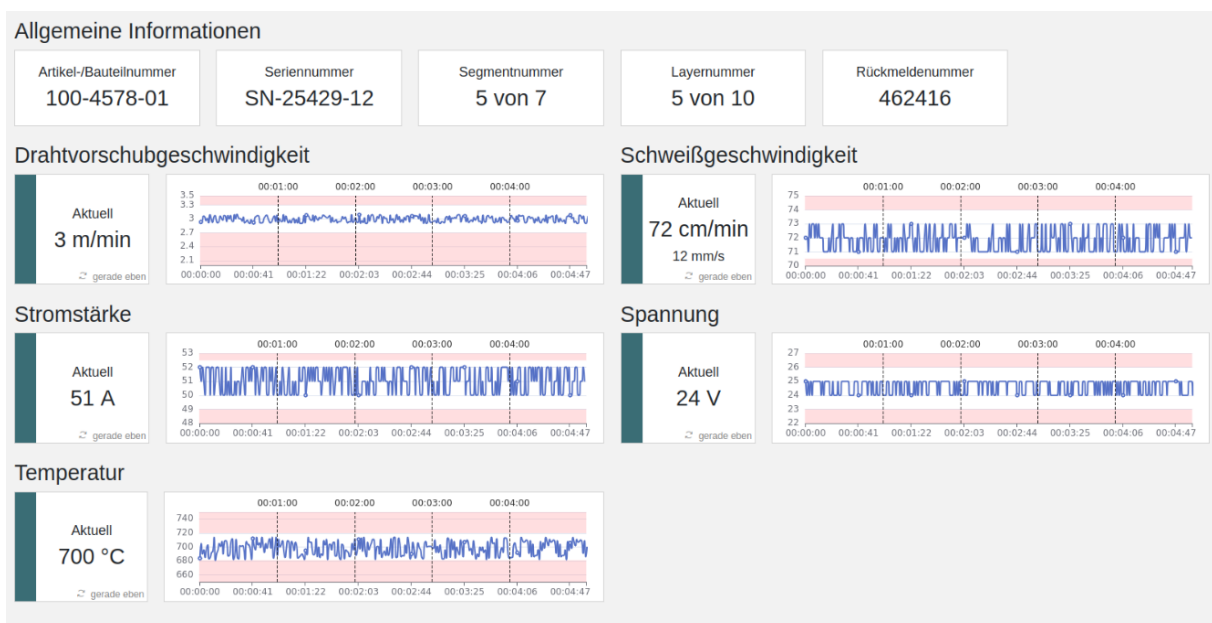 Allgemeine Informationen
Artikel-/Bauteilnummer
100-4578-01
Seriennummer
SN-25429-12
Segmentnummer
5 von 7
Layernummer
5 von 10
Rückmeldenummer
462416
Drahtvorschubgeschwindigkeit
Aktuell
3 m/min
gerade eben
00:01:00 00:02:00 00:03:00 00:04:00
3.5
3.3
3
2.7
2.4
2.1
00:00:00 00:00:41 00:01:22 00:02:03 00:02:44 00:03:25 00:04:06 00:04:47
Schweißgeschwindigkeit
Aktuell
72 cm/min
12 mm/s
gerade eben
00:01:00 00:02:00 00:03:00 00:04:00
75
74
73
72
71
70
00:00:00 00:00:41 00:01:22 00:02:03 00:02:44 00:03:25 00:04:06 00:04:47
Stromstärke
Aktuell
51 A
gerade eben
00:01:00 00:02:00 00:03:00 00:04:00
53
52
51
50
49
48
00:00:00 00:00:41 00:01:22 00:02:03 00:02:44 00:03:25 00:04:06 00:04:47
Spannung
Aktuell
24 V
gerade eben
00:01:00 00:02:00 00:03:00 00:04:00
27
26
25
24
23
22
00:00:00 00:00:41 00:01:22 00:02:03 00:02:44 00:03:25 00:04:06 00:04:47
Temperatur
Aktuell
700 °C
gerade eben
00:01:00 00:02:00 00:03:00 00:04:00
740
720
700
680
660
00:00:00 00:00:41 00:01:22 00:02:03 00:02:44 00:03:25 00:04:06 00:04:47